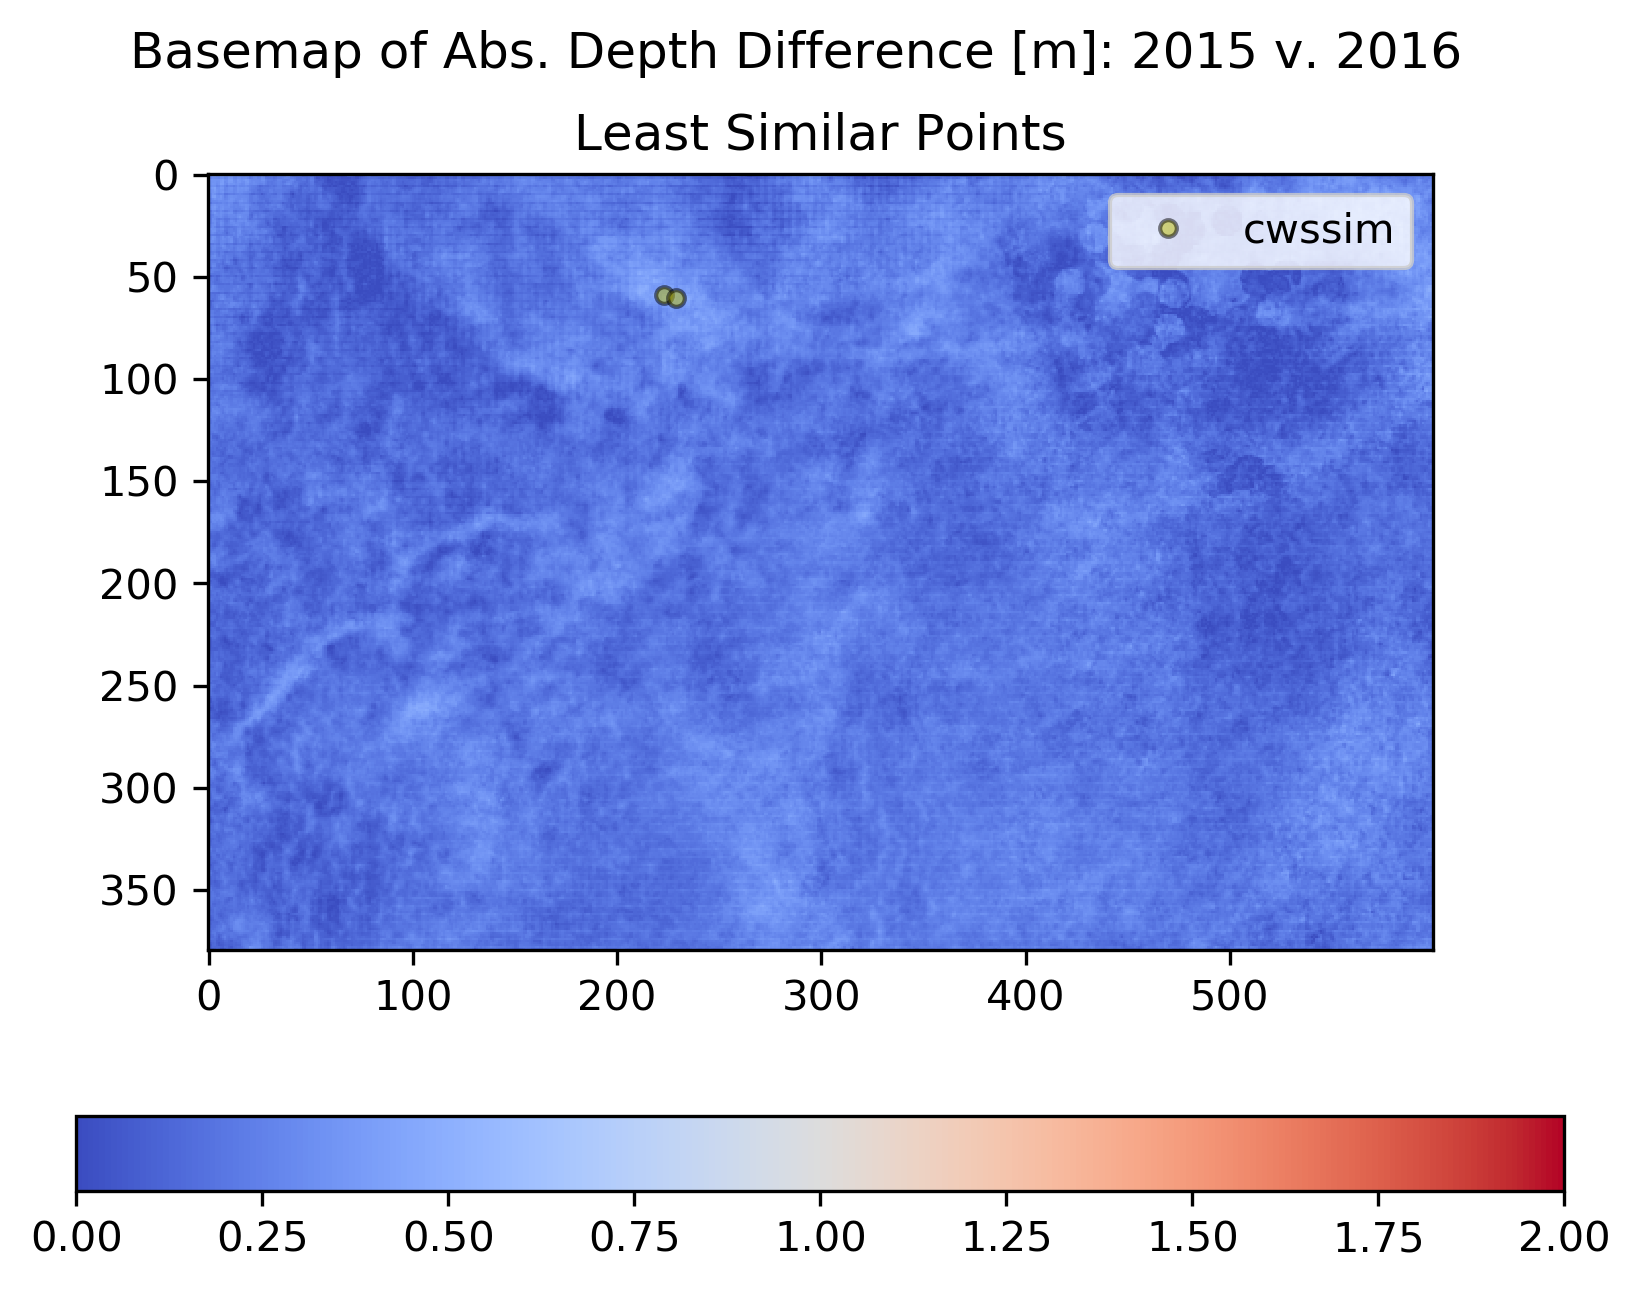 Basemap of Abs. Depth Difference [m]: 2015 v. 2016
Least Similar Points
cwssim
0
50
100
150
200
250
300
350
0 100 200 300 400 500
0.00 0.25 0.50 0.75 1.00 1.25 1.50 1.75 2.00